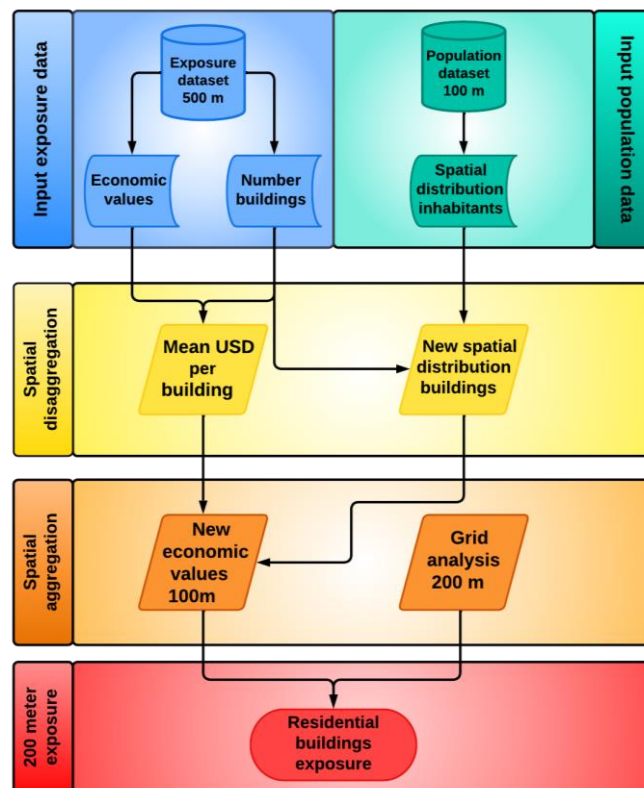 Input exposure data
Exposure
dataset
500 m
Economic
values
Number
buildings
Population
dataset
100 m
Spatial
distribution
inhabitants
Input population data
Spatial
disaggregation
Mean USD
per
building
New spatial
distribution
buildings
Spatial
aggregation
New
economic
values
100m
Grid
analysis
200 m
200 meter
exposure
Residential
buildings
exposure